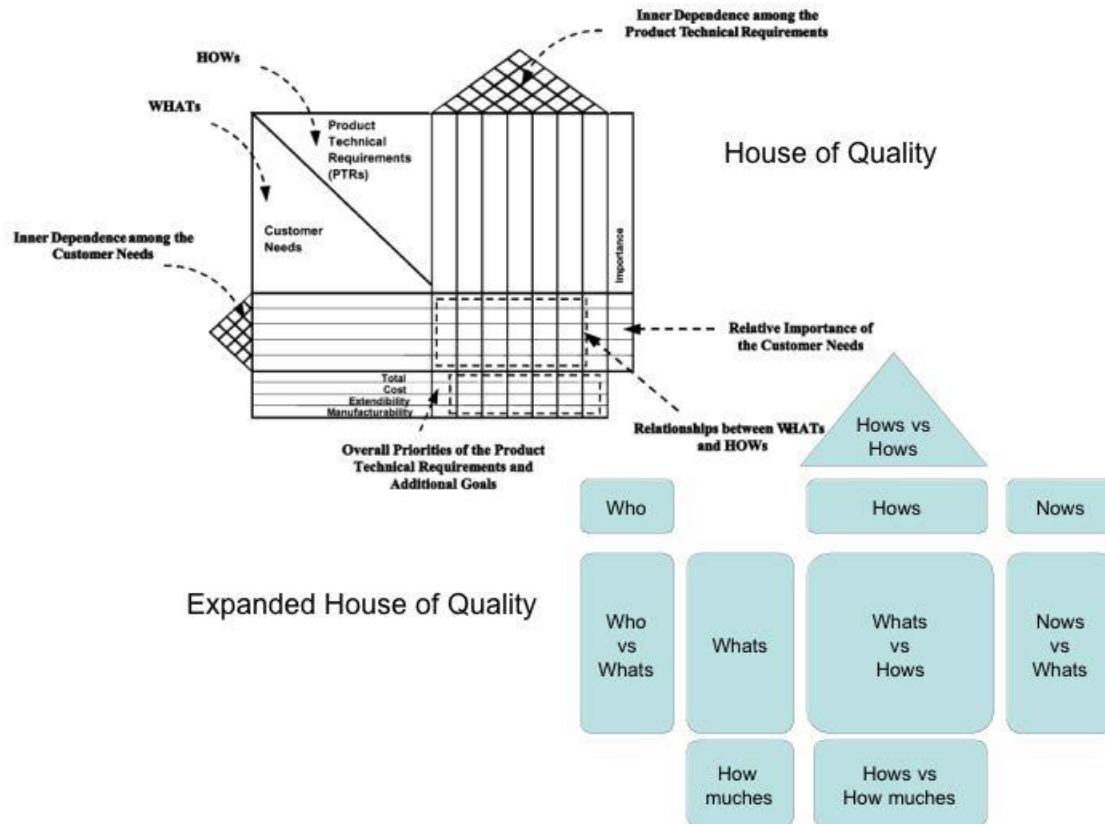 Inner Dependence among the
Product Technical Requirements
HOWs
WHATs
Product
Technical
Requirements
(PTRs)
House of Quality
Customer
Needs
Importance
Inner Dependence among the
Customer Needs
Relative Importance of
the Customer Needs
Total
Cost
Extendibility
Manufacturability
Relationships between WHATs
and HOWs
Overall Priorities of the Product
Technical Requirements and
Additional Goals
Hows vs
Hows
Who
Hows
Nows
Expanded House of Quality
Who
vs
Whats
Whats
Whats
vs
Hows
Nows
vs
Whats
How
muches
Hows vs
How muches